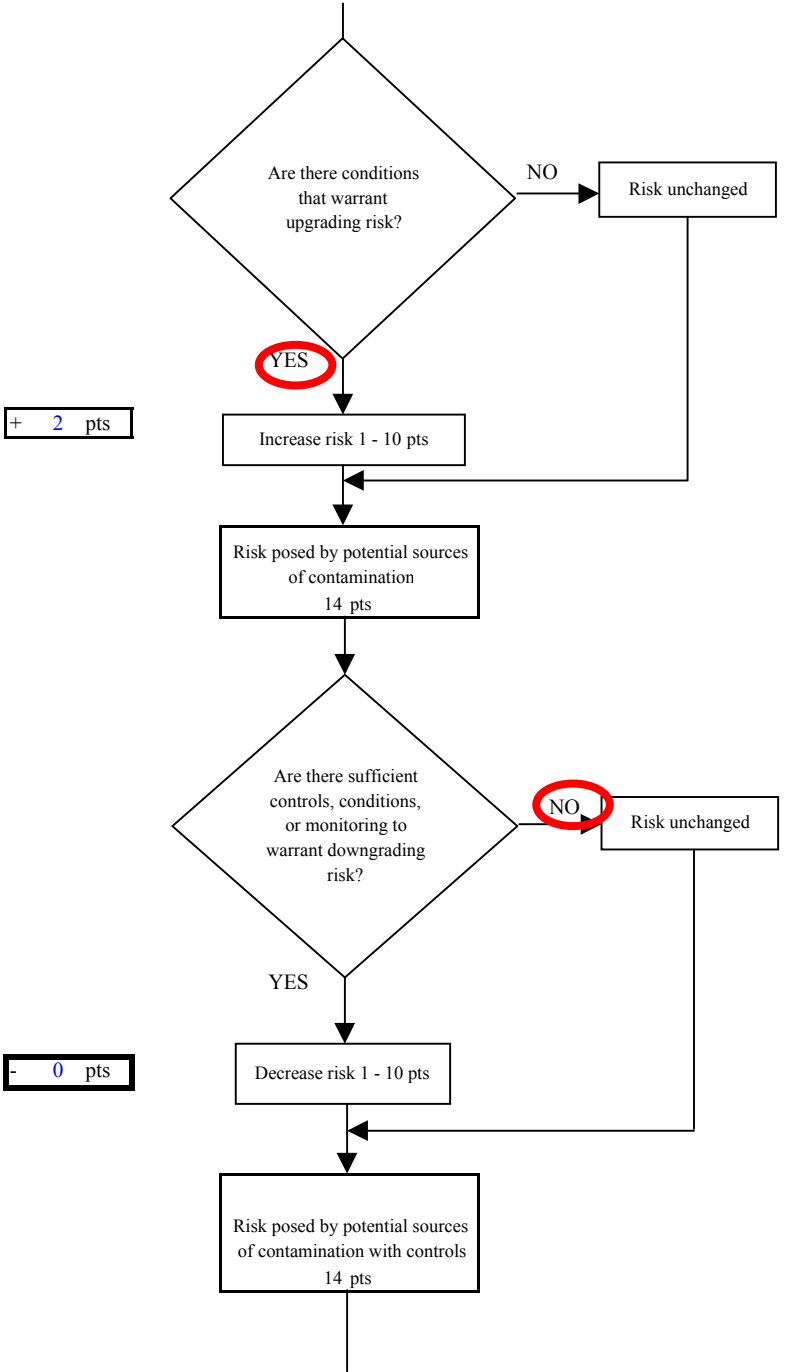 Are there conditions
that warrant
upgrading risk?
NO
Risk unchanged
YES
+ 2 pts
Increase risk 1 - 10 pts
Risk posed by potential sources
of contamination
14 pts
Are there sufficient
controls, conditions,
or monitoring to
warrant downgrading
risk?
NO
Risk unchanged
YES
- 0 pts
Decrease risk 1 - 10 pts
Risk posed by potential sources
of contamination with controls
14 pts